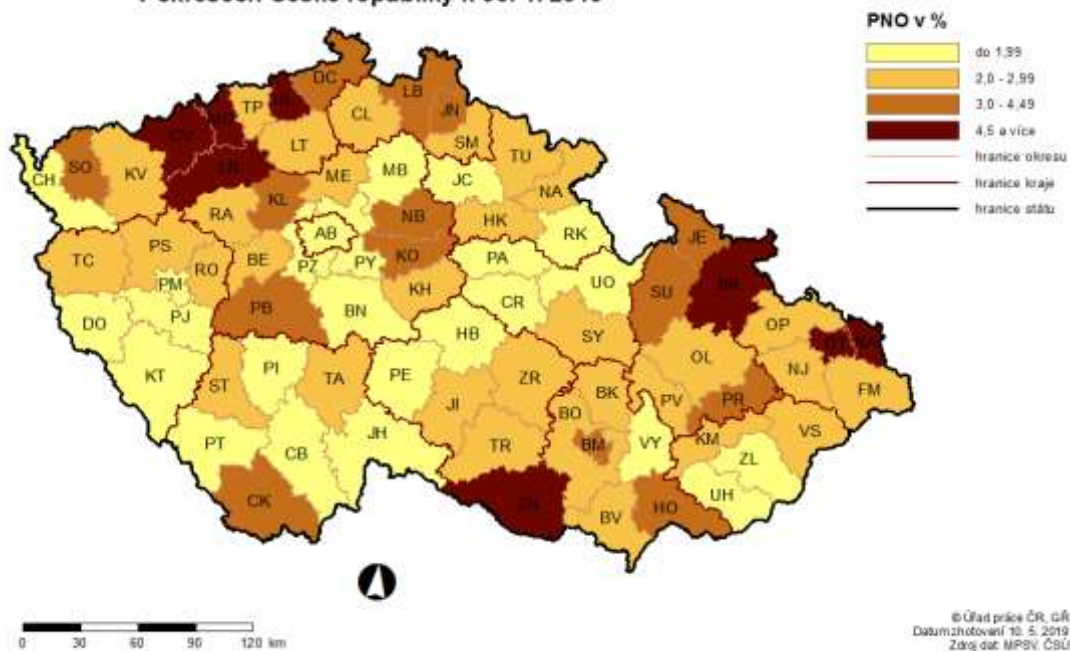 v okresech České republiky k 30. 4. 2019
PNO v %
do 1,99
2,0 - 2,99
3,0 - 4,49
4,5 a více
hranice okresu
hranice kraje
hranice státu
DC
LB
JN
TP
CL
LT
SM
TU
CH
SO
KV
ME
MB
JC
NA
RA
KL
NB
HK
RK
AB
TC
PS
RO
BE
PZ
PY
KO
PA
JE
PM
KH
UO
SU
DO
PJ
PB
BN
CR
HB
SY
OP
KT
ST
PI
TA
PE
ZR
OL
NJ
FM
JI
BK
PV
PR
BO
PT
CB
JH
TR
BM
VY
KM
VS
ZL
CK
HO
UH
BV
0 30 60 90 120 km
© Úřad práce ČR, GŘ
Datum zhotovení 10. 5. 2019
Zdroj dat: MPSV, ČSÚ